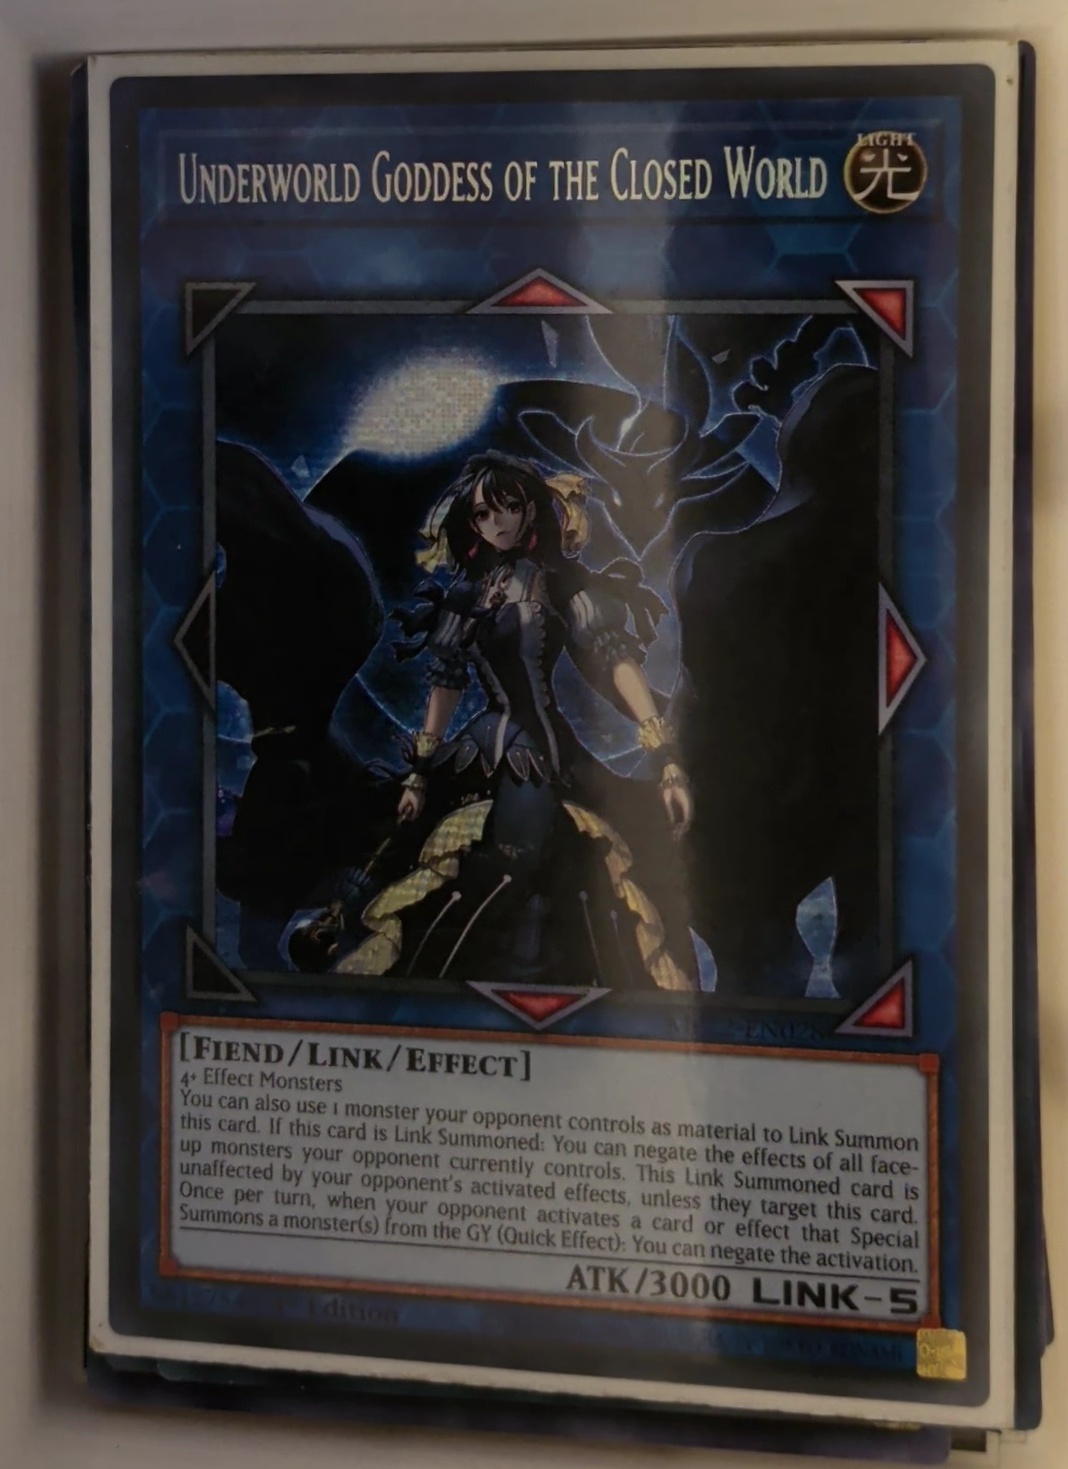 UNDERWORLD GODDESS OF THE CLOSED WORLD
LIGHT
光
EN028
[FIEND/LINK/EFFECT]
4+ Effect Monsters
You can also use 1 monster your opponent controls as material to Link Summon
this card. If this card is Link Summoned: You can negate the effects of all face-
up monsters your opponent currently controls. This Link Summoned card is
unaffected by your opponent's activated effects, unless they target this card.
Once per turn, when your opponent activates a card or effect that Special
Summons a monster(s) from the GY (Quick Effect): You can negate the activation.
ATK/3000 LINK-5
Edition
KONAMI